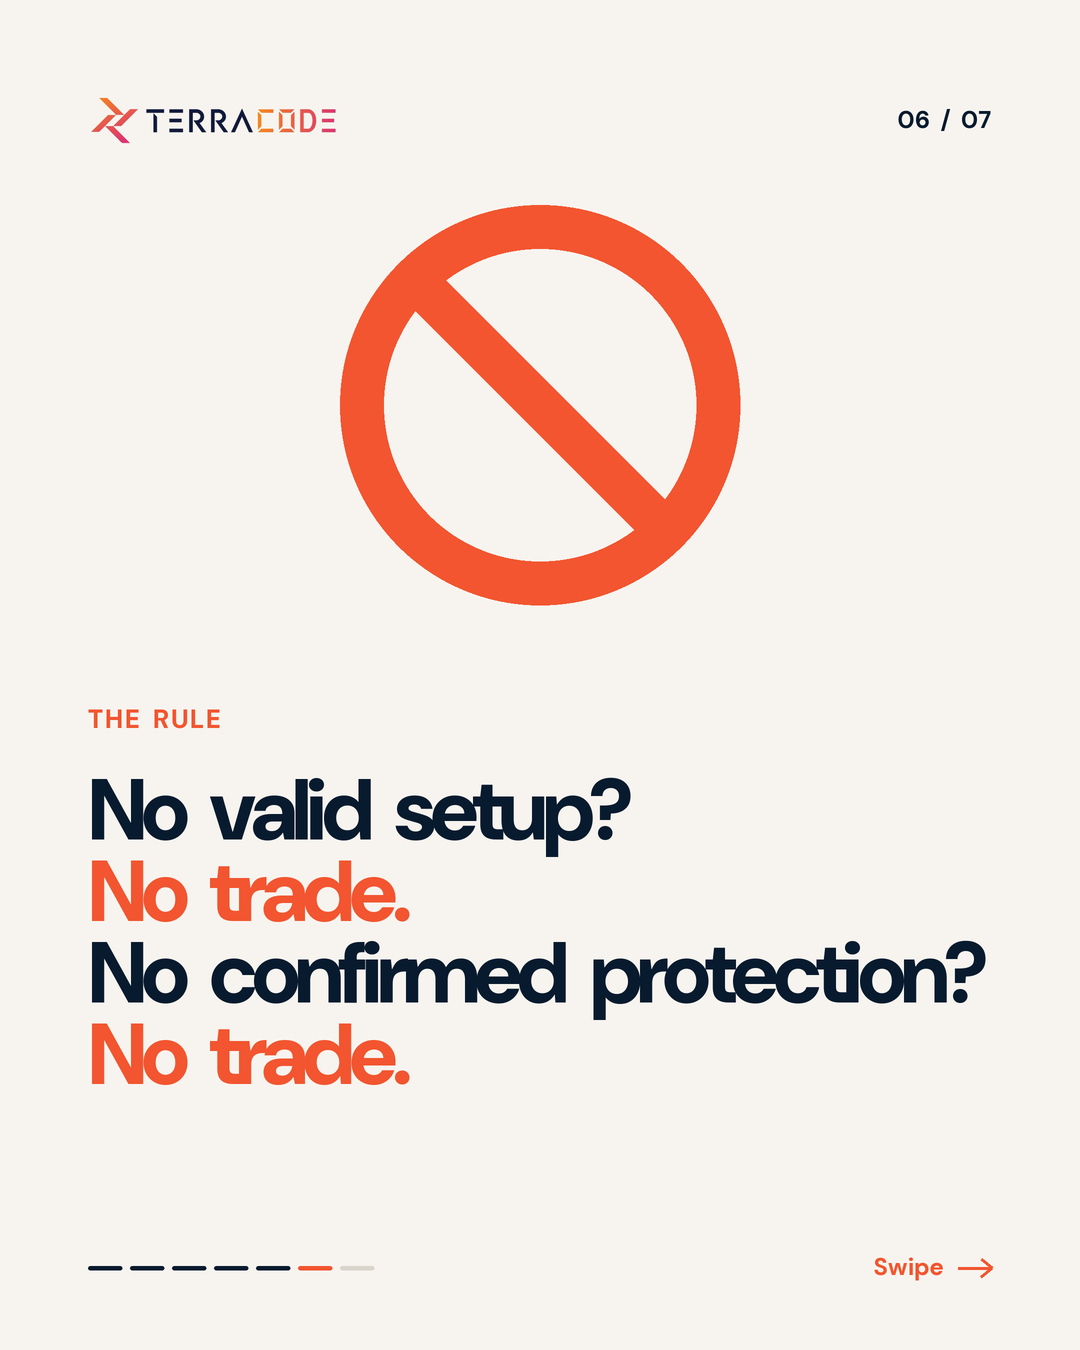 TERRACODE
06 / 07
THE RULE
No valid setup?
No trade.
No confirmed protection?
No trade.
Swipe →